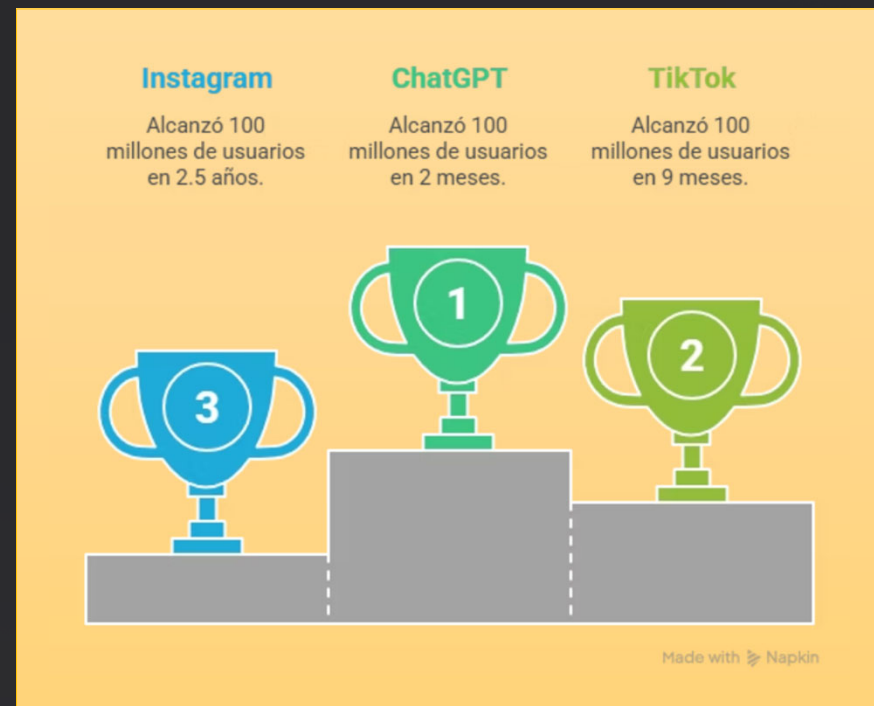 Instagram
Alcanzó 100
millones de usuarios
en 2.5 años.
ChatGPT
Alcanzó 100
millones de usuarios
en 2 meses.
TikTok
Alcanzó 100
millones de usuarios
en 9 meses.
3
1
2
Made with Napkin